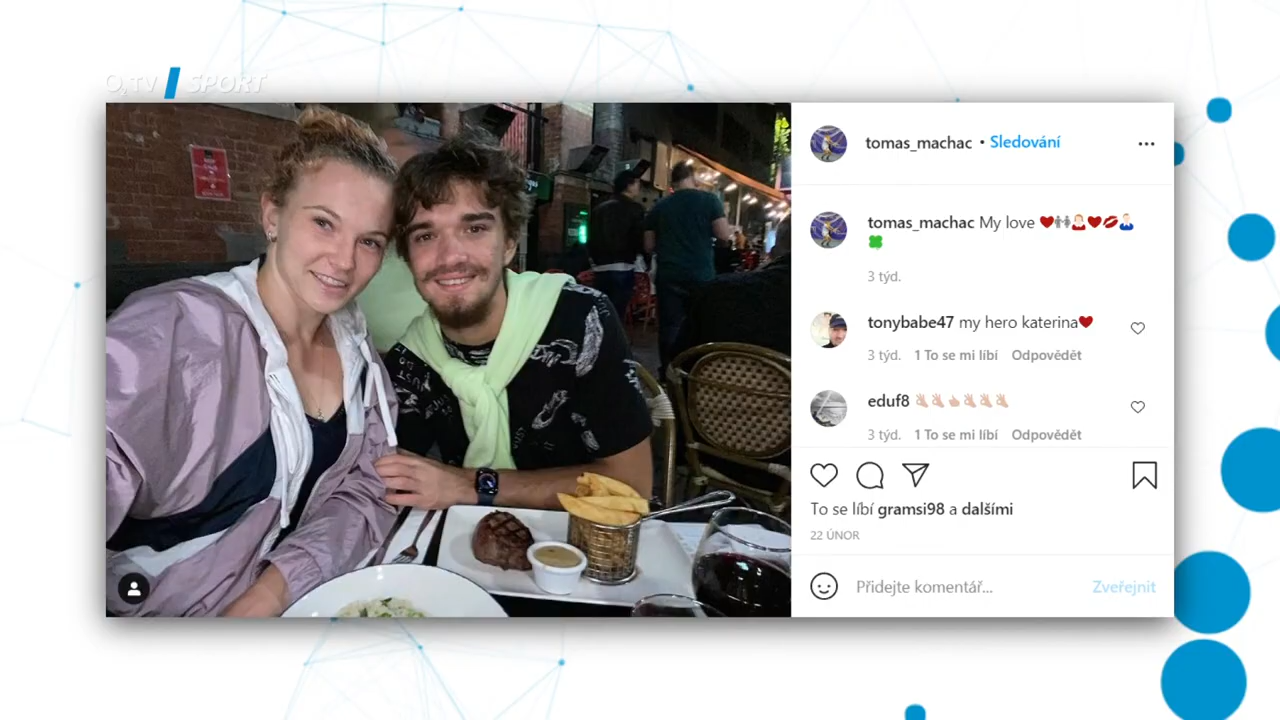 O2 TV SPORT
tomas_machac • Sledování
tomas_machac My love ❤️👬🤷❤️💋🤷‍♂️
🍀
3 týd.
tonybabe47 my hero katerina❤️
3 týd. 1 To se mi líbí Odpovědět
eduf8
3 týd. 1 To se mi líbí Odpovědět
To se líbí gramsi98 a dalšími
22 ÚNOR
Přidejte komentář... Zveřejnit